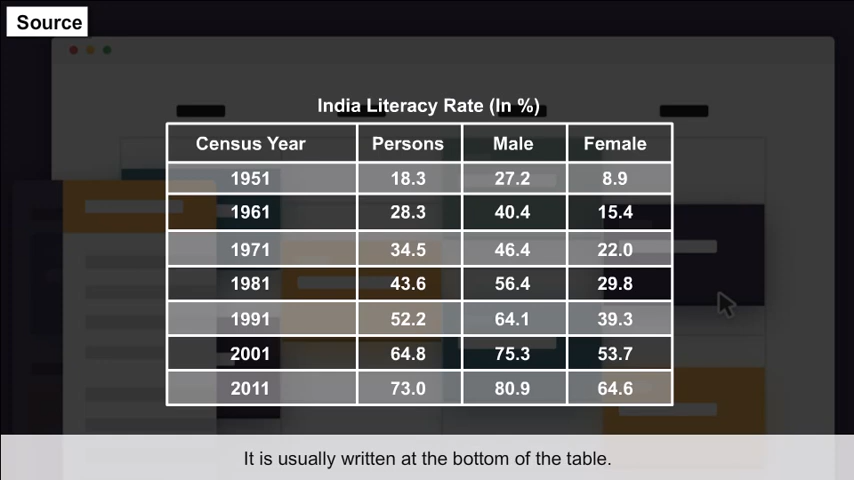 Source
India Literacy Rate (In %)
Census Year Persons Male Female
1951 18.3 27.2 8.9
1961 28.3 40.4 15.4
1971 34.5 46.4 22.0
1981 43.6 56.4 29.8
1991 52.2 64.1 39.3
2001 64.8 75.3 53.7
2011 73.0 80.9 64.6
It is usually written at the bottom of the table.